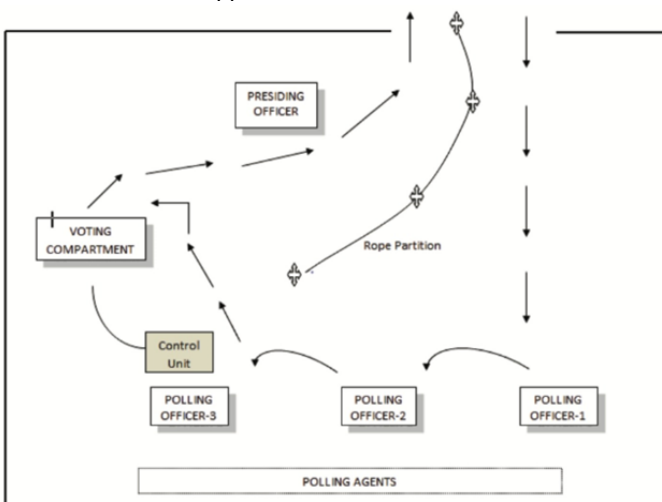 PRESIDING
OFFICER
VOTING
COMPARTMENT
Rope Partition
Control
Unit
POLLING
OFFICER-3
POLLING
OFFICER-2
POLLING
OFFICER-1
POLLING AGENTS